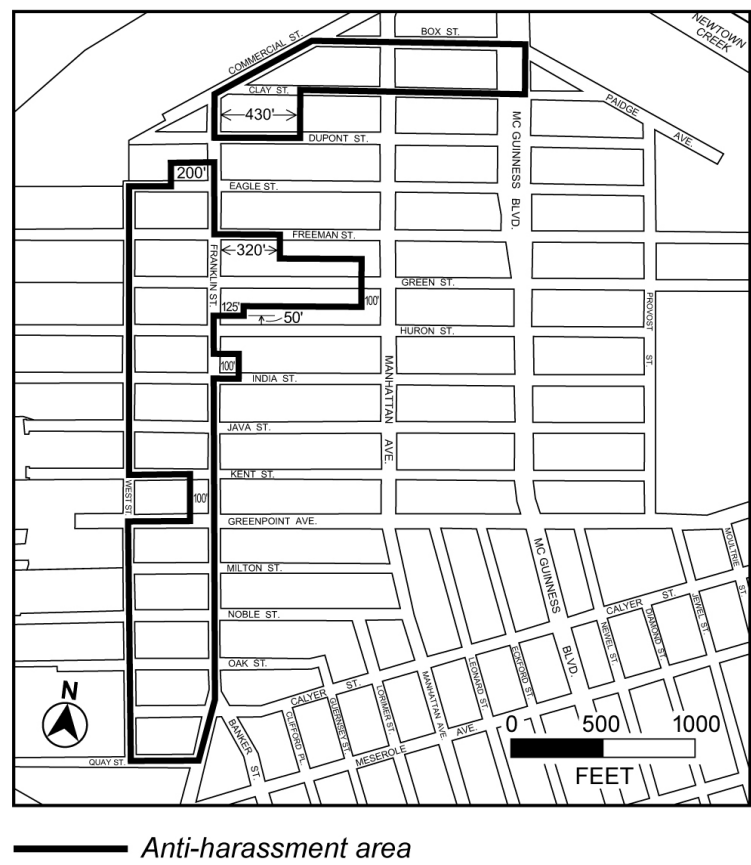 NEWTOWN
CREEK
COMMERCIAL ST.
BOX ST.
CLAY ST.
430'
PAIDGE
AVE.
DUPONT ST.
MC GUINNESS BLVD.
200'
EAGLE ST.
FREEMAN ST.
320'
FRANKLIN ST.
GREEN ST.
125'
100'
50'
HURON ST.
PROVOST
ST.
100'
INDIA ST.
MANHATTAN
AVE.
JAVA ST.
KENT ST.
WEST ST.
100'
GREENPOINT AVE.
MILTON ST.
MC GUINNESS
BLVD.
MOULTRIE
ST.
NOBLE ST.
CALYER ST.
JEWEL ST.
DIAMOND ST.
NEWEL ST.
OAK ST.
ECKFORD ST.
LEONARD ST.
MANHATTAN AVE.
CALYER ST.
LORIMER ST.
GUERNSEY ST.
CLIFFORD PL.
BANKER
ST.
MESEROLE AVE.
N
QUAY ST.
0 500 1000
FEET
Anti-harassment area